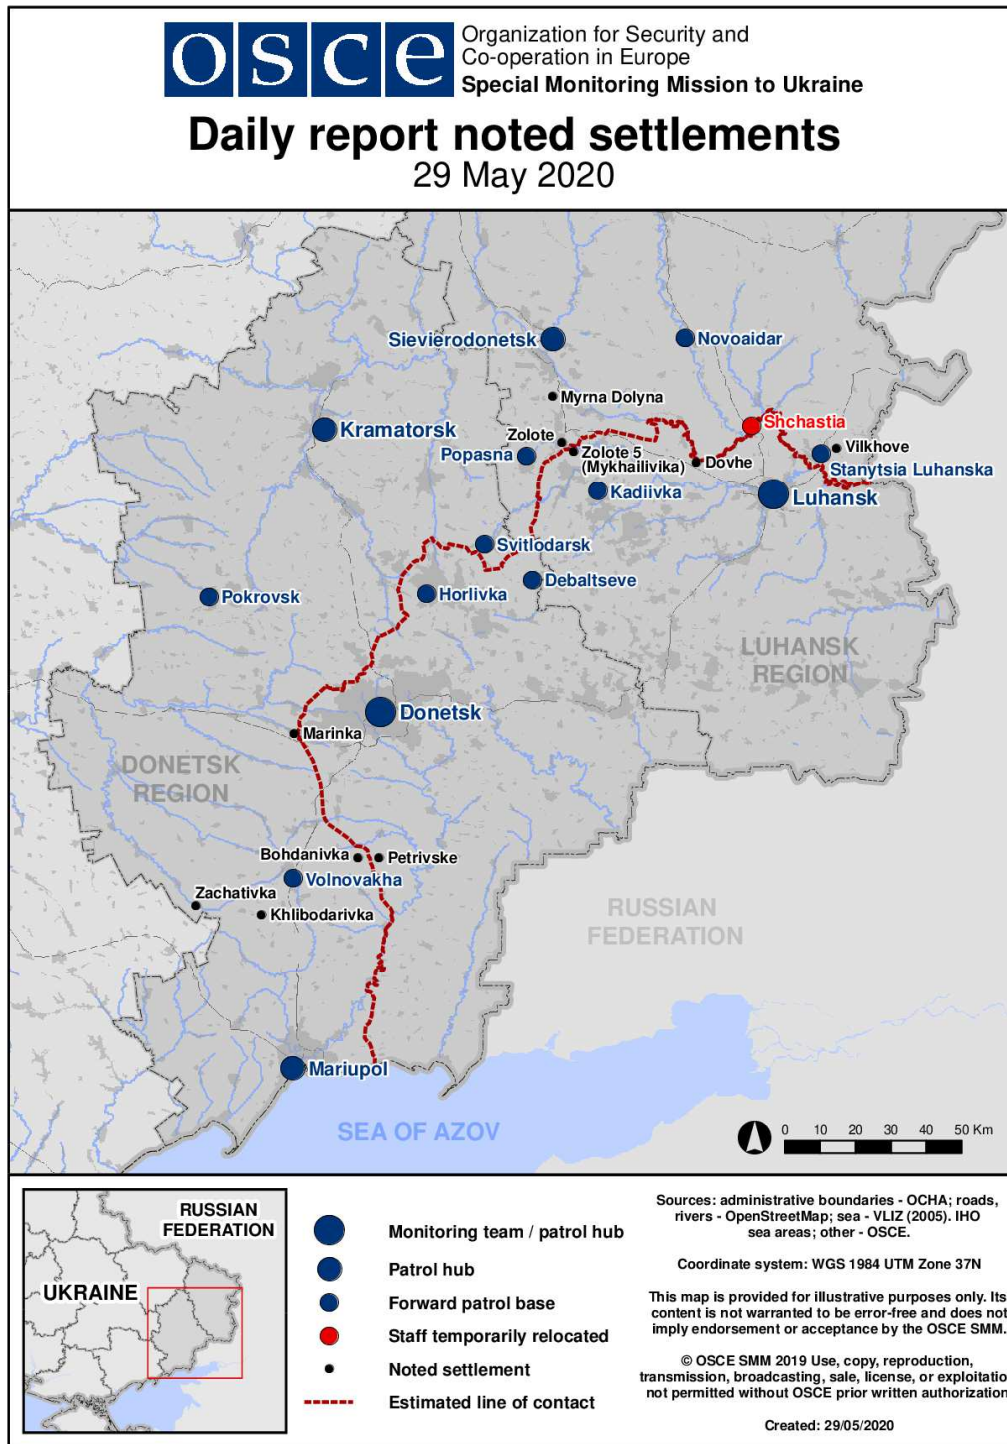 osce
Organization for Security and
Co-operation in Europe
Special Monitoring Mission to Ukraine
Daily report noted settlements
29 May 2020
Sievierodonetsk
Novoaidar
Myrna Dolyna
Shchastia
Kramatorsk
Zolote
Vilkhove
Popasna
Zolote 5
(Mykhailivika)
Dovhe
Stanytsia Luhanska
Kadiivka
Luhansk
Svitlodarsk
Debaltseve
Pokrovsk
Horlivka
LUHANSK
REGION
Donetsk
Marinka
DONETSK
REGION
Bohdanivka
Petrivske
Volnovakha
Zachativka
Khlibodarivka
RUSSIAN
FEDERATION
Mariupol
SEA OF AZOV
0 10 20 30 40 50 Km
RUSSIAN
FEDERATION
UKRAINE
Monitoring team / patrol hub
Patrol hub
Forward patrol base
Staff temporarily relocated
Noted settlement
Estimated line of contact
Sources: administrative boundaries - OCHA; roads,
rivers - OpenStreetMap; sea - VLIZ (2005). IHO
sea areas; other - OSCE.
Coordinate system: WGS 1984 UTM Zone 37N
This map is provided for illustrative purposes only. Its
content is not warranted to be error-free and does not
imply endorsement or acceptance by the OSCE SMM.
© OSCE SMM 2019 Use, copy, reproduction,
transmission, broadcasting, sale, license, or exploitatio
not permitted without OSCE prior written authorization
Created: 29/05/2020